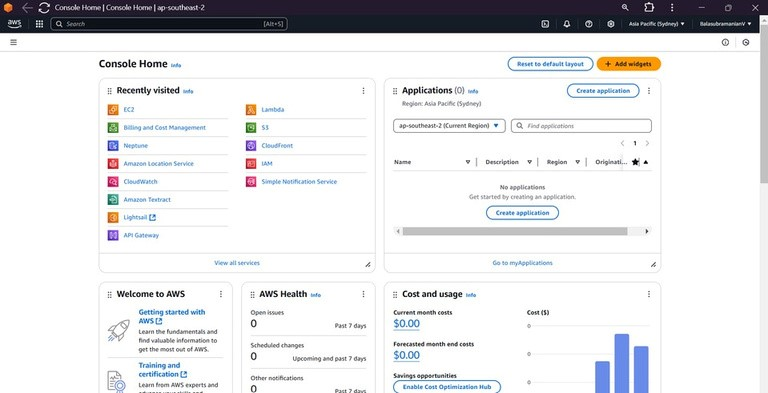 Console Home | Console Home | ap-southeast-2
aws
Search
[Alt+S]
Asia Pacific (Sydney)
BalasubramanianV
Console Home
Info
Reset to default layout
Add widgets
Recently visited
Info
EC2
Billing and Cost Management
Neptune
Amazon Location Service
CloudWatch
Amazon Textract
Lightsail
API Gateway
Lambda
S3
CloudFront
IAM
Simple Notification Service
View all services
Applications (0)
Info
Create application
Region: Asia Pacific (Sydney)
ap-southeast-2 (Current Region)
Find applications
1
Name
Description
Region
Originati...
No applications
Get started by creating an application.
Create application
Go to myApplications
Welcome to AWS
Getting started with
AWS
Learn the fundamentals and
find valuable information to
get the most out of AWS.
Training and
certification
Learn from AWS experts and
AWS Health
Info
Open issues
0
Past 7 days
Scheduled changes
0
Upcoming and past 7 days
Other notifications
0
Past 7 days
Cost and usage
Info
Current month costs
$0.00
Forecasted month end costs
$0.00
Savings opportunities
Enable Cost Optimization Hub
Cost ($)
0
0
0